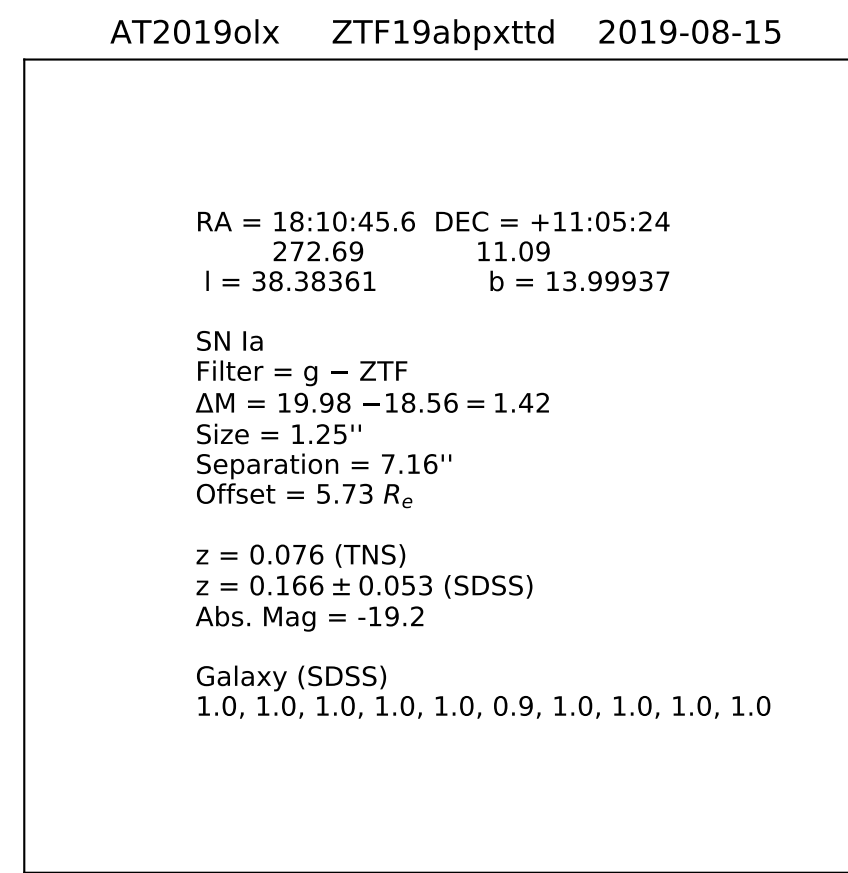 AT2019olx ZTF19abpxttd 2019-08-15
RA = 18:10:45.6 DEC = +11:05:24
272.69 11.09
l = 38.38361 b = 13.99937
SN Ia
Filter = g − ZTF
ΔM = 19.98 −18.56 = 1.42
Size = 1.25''
Separation = 7.16''
Offset = 5.73 Rₑ
z = 0.076 (TNS)
z = 0.166 ± 0.053 (SDSS)
Abs. Mag = -19.2
Galaxy (SDSS)
1.0, 1.0, 1.0, 1.0, 1.0, 0.9, 1.0, 1.0, 1.0, 1.0